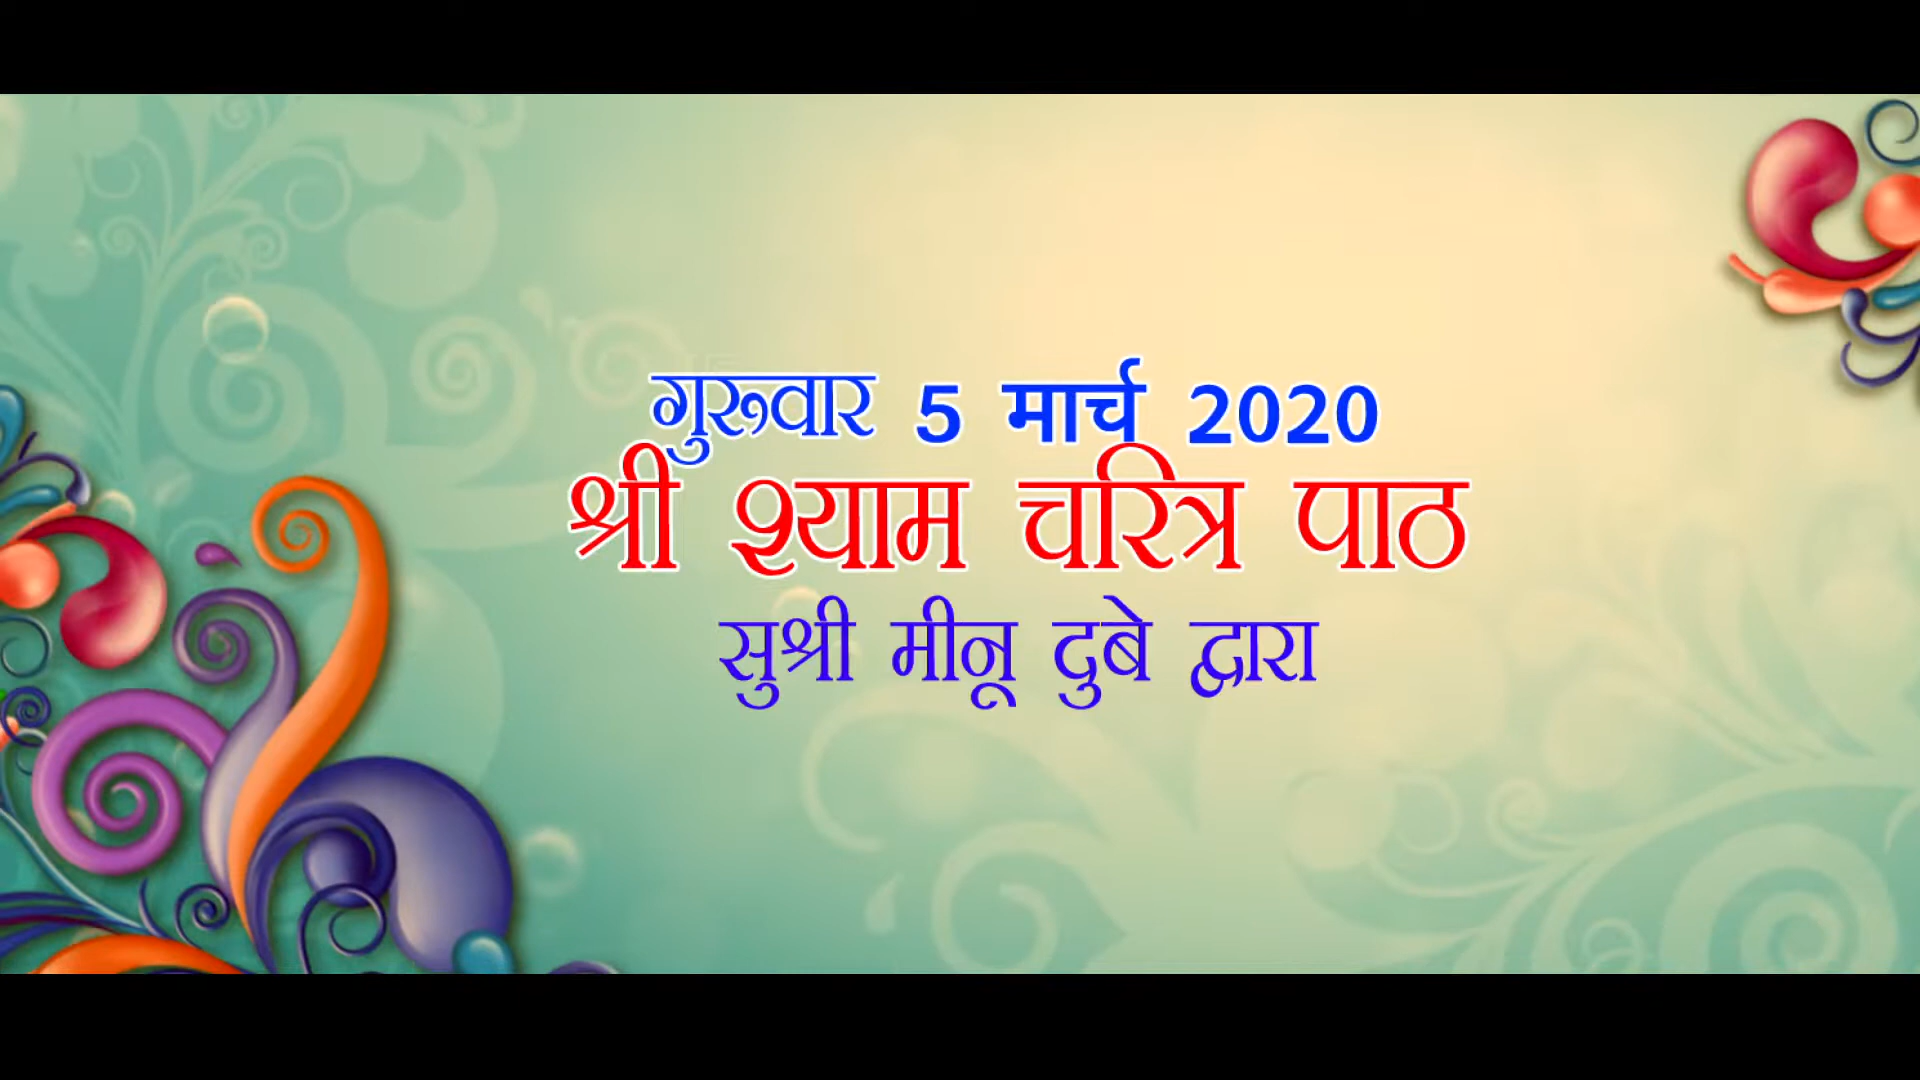 गुरूवार 5 मार्च 2020
श्री श्याम चरित्र पाठ
सुश्री मीनू दुबे द्वारा